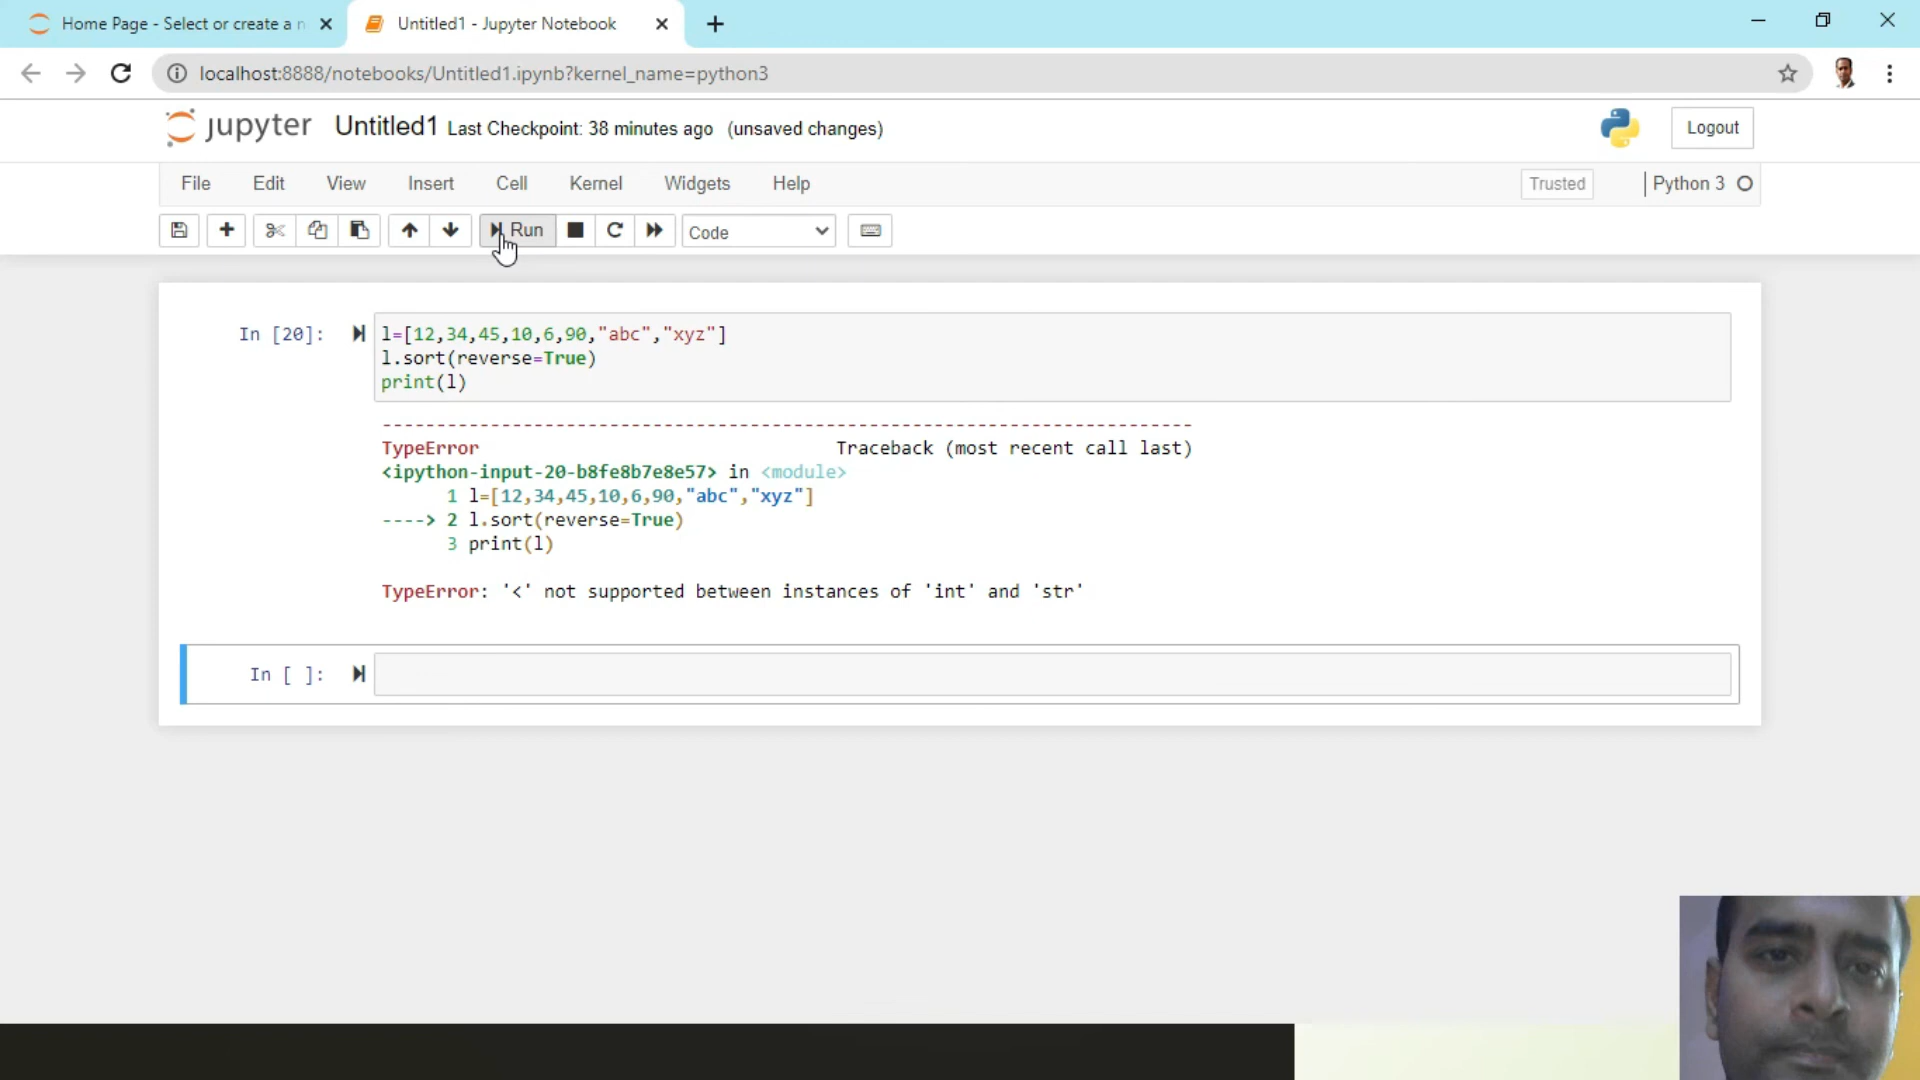 Home Page - Select or create a n
Untitled1 - Jupyter Notebook
localhost:8888/notebooks/Untitled1.ipynb?kernel_name=python3
jupyter Untitled1 Last Checkpoint: 38 minutes ago (unsaved changes)
Logout
File Edit View Insert Cell Kernel Widgets Help
Trusted
Python 3
Run
Code
In [20]:
l=[12,34,45,10,6,90,"abc","xyz"]
l.sort(reverse=True)
print(l)
---------------------------------------------------------------------------
TypeError                                 Traceback (most recent call last)
<ipython-input-20-b8fe8b7e8e57> in <module>
      1 l=[12,34,45,10,6,90,"abc","xyz"]
----> 2 l.sort(reverse=True)
      3 print(l)
TypeError: '<' not supported between instances of 'int' and 'str'
In [ ]: